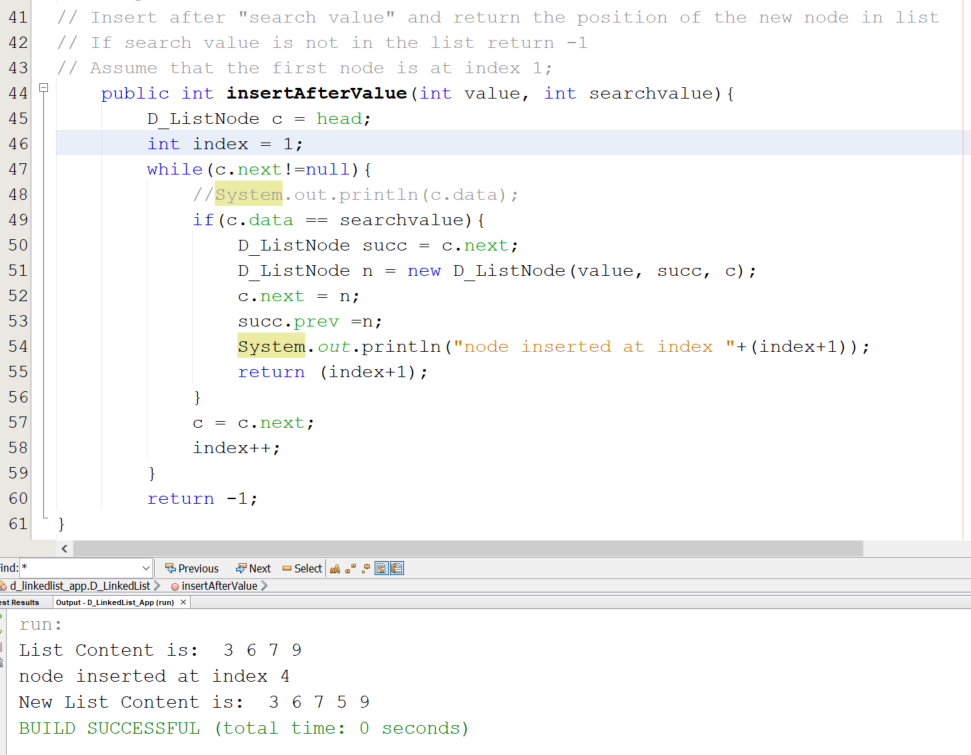 41 // Insert after "search value" and return the position of the new node in list
42 // If search value is not in the list return -1
43 // Assume that the first node is at index 1;
44 public int insertAfterValue(int value, int searchvalue){
45 D_ListNode c = head;
46 int index = 1;
47 while(c.next!=null){
48 //System.out.println(c.data);
49 if(c.data == searchvalue){
50 D_ListNode succ = c.next;
51 D_ListNode n = new D_ListNode(value, succ, c);
52 c.next = n;
53 succ.prev =n;
54 System.out.println("node inserted at index "+(index+1));
55 return (index+1);
56 }
57 c = c.next;
58 index++;
59 }
60 return -1;
61 }
ind: * Previous Next Select
d_linkedlist_app.D_LinkedList insertAfterValue
est Results Output - D_LinkedList_App (run) ×
run:
List Content is: 3 6 7 9
node inserted at index 4
New List Content is: 3 6 7 5 9
BUILD SUCCESSFUL (total time: 0 seconds)